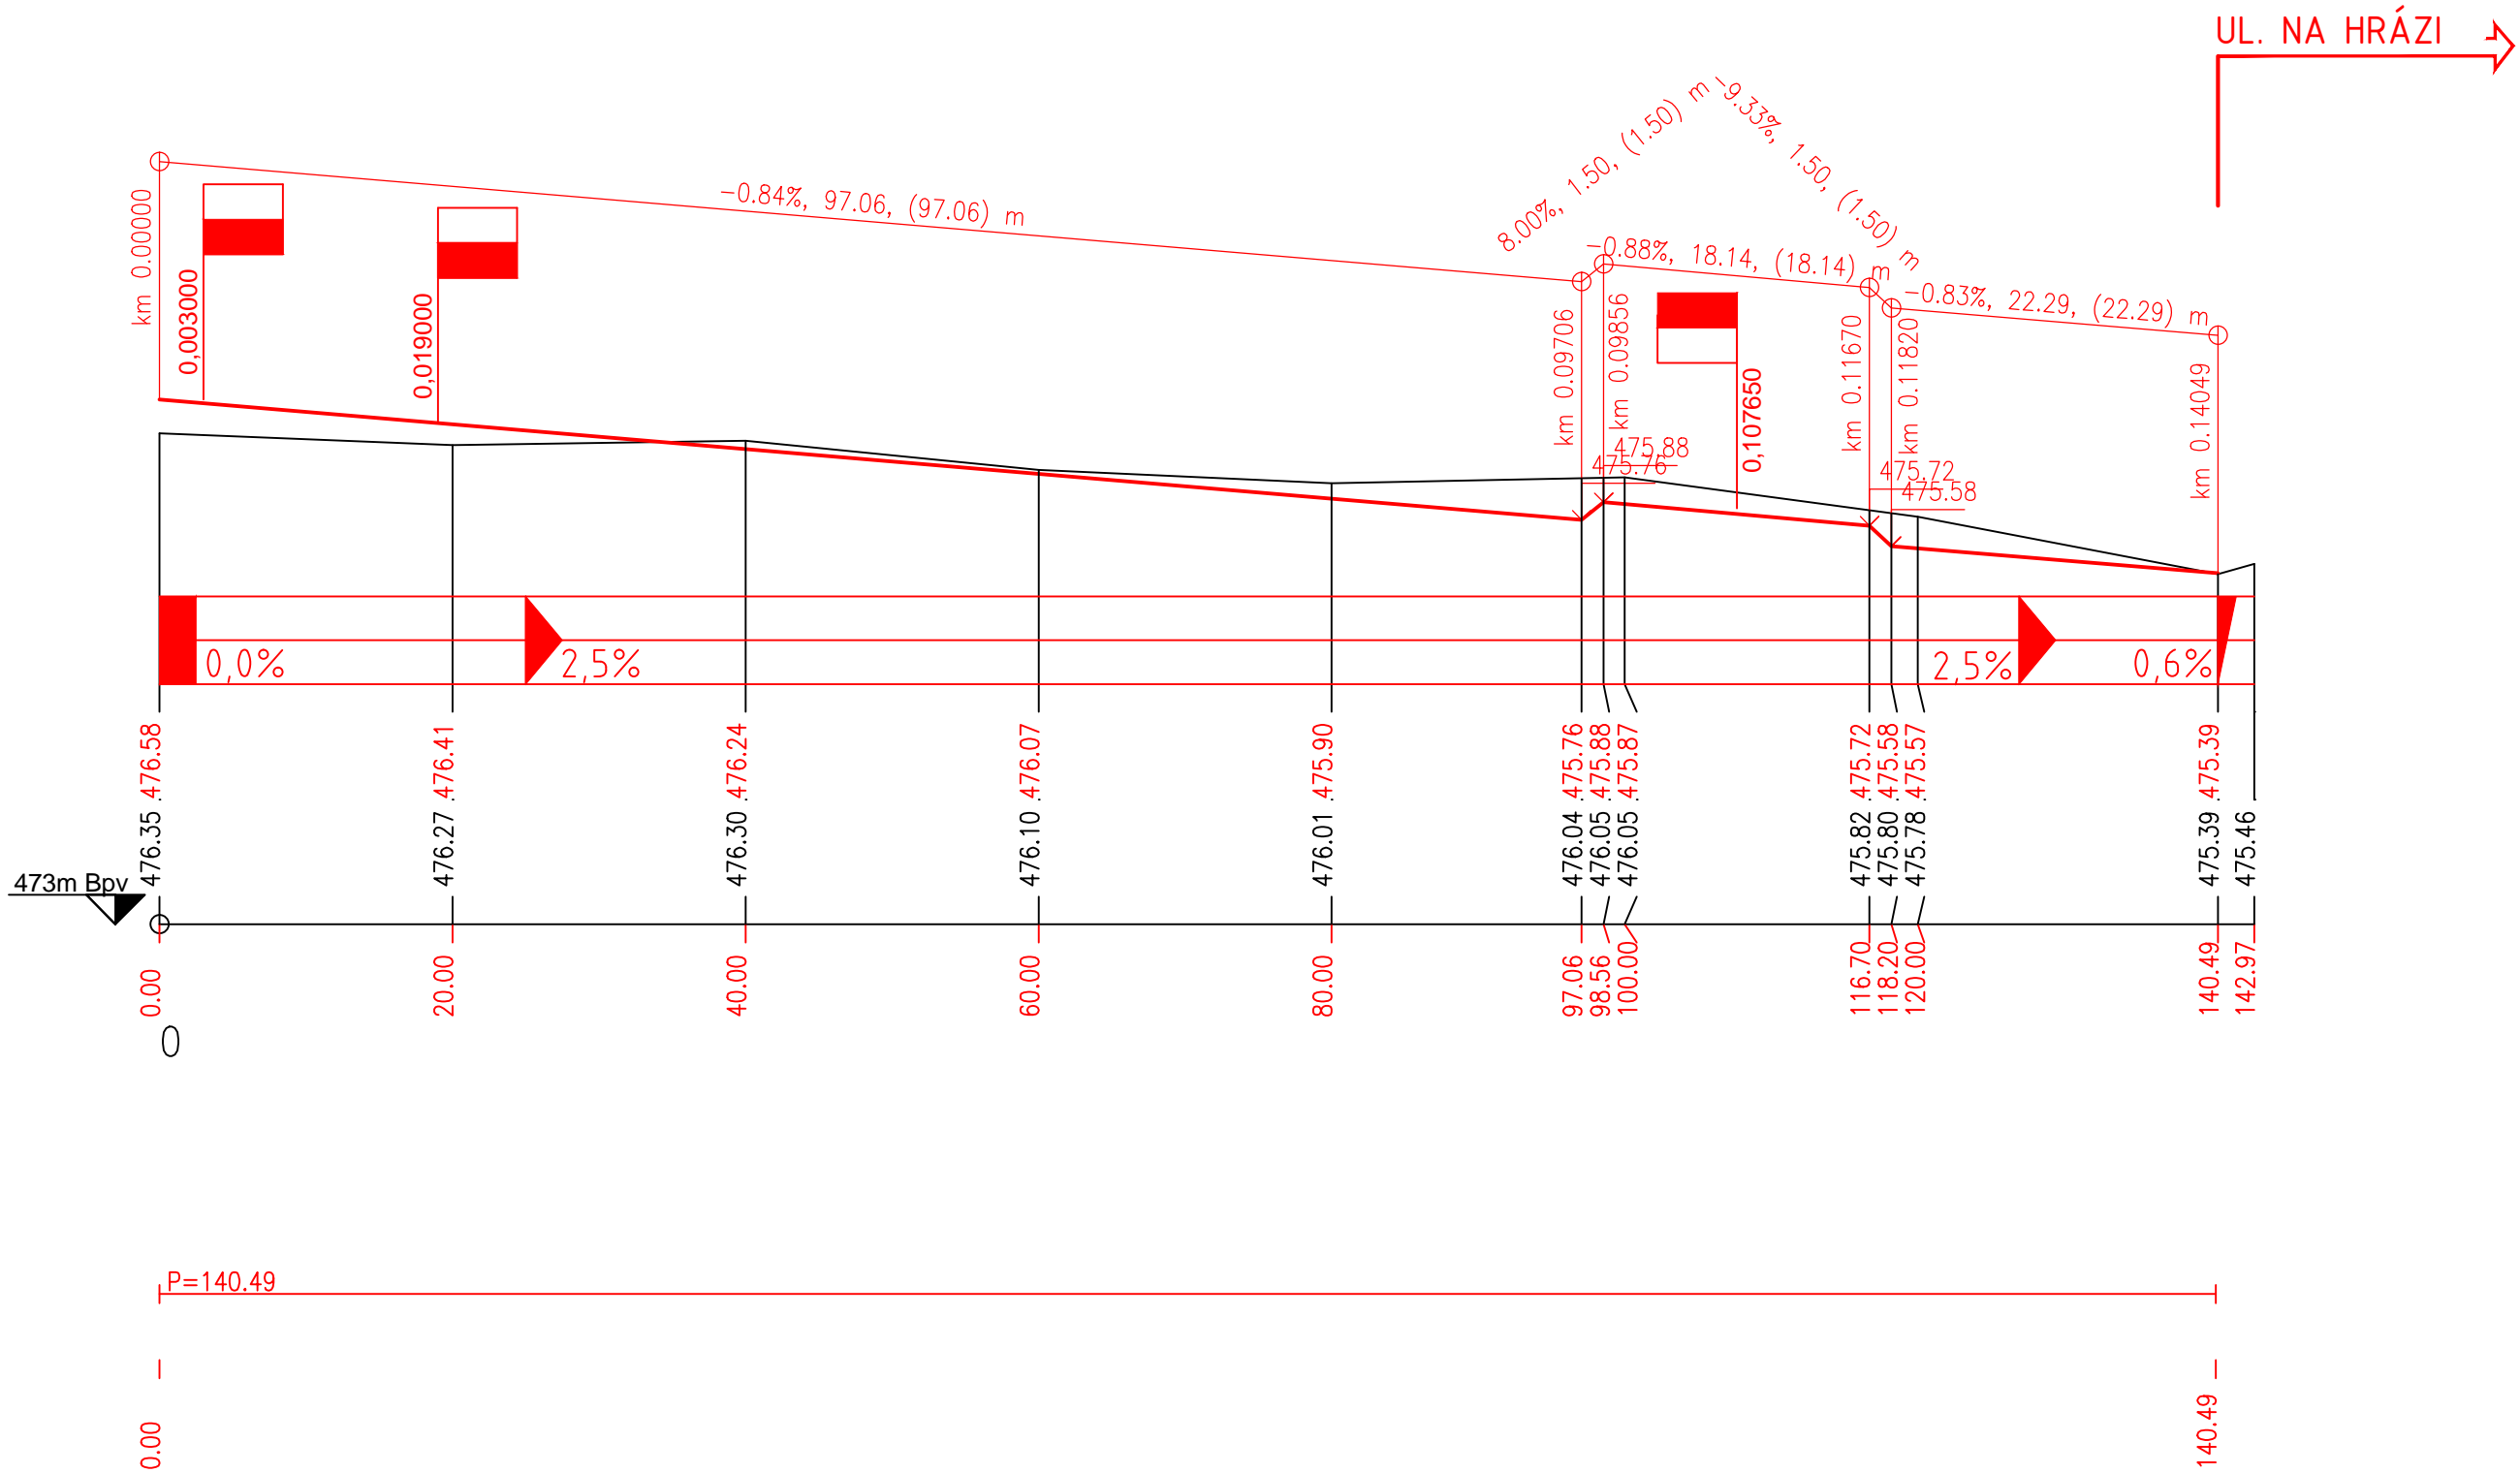 UL. NA HRÁZI
-0.84%, 97.06, (97.06) m
8.00%, 1.50, (1.50) m
-9.33%, 1.50, (1.50) m
-0.88%, 18.14, (18.14) m
-0.83%, 22.29, (22.29) m
km 0.00000
0,003000
0,019000
km 0.09706
km 0.09856
0,107650
km 0.11670
km 0.11820
km 0.14049
475.88
475.76
475.72
475.58
0,0%
2,5%
2,5%
0,6%
476.35 .476.58
476.27 .476.41
476.30 .476.24
476.10 .476.07
476.01 .475.90
476.04 .475.76
476.05 .475.88
476.05 .475.87
475.82 .475.72
475.80 .475.58
475.78 .475.57
475.39 .475.39
475.46 .
473m Bpv
0.00
20.00
40.00
60.00
80.00
97.06
98.56
100.00
116.70
118.20
120.00
140.49
142.97
0
P=140.49
0.00
140.49